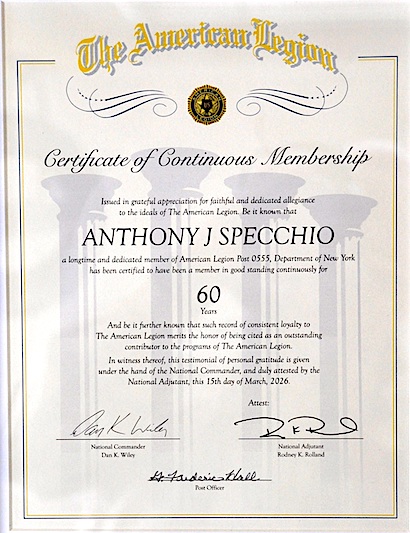 The American Legion
Certificate of Continuous Membership
Issued in grateful appreciation for faithful and dedicated allegiance
to the ideals of The American Legion. Be it known that
ANTHONY J SPECCHIO
a longtime and dedicated member of American Legion Post 0555, Department of New York
has been certified to have been a member in good standing continuously for
60
Years
And be it further known that such record of consistent loyalty to
The American Legion merits the honor of being cited as an outstanding
contributor to the programs of The American Legion.
In witness thereof, this testimonial of personal gratitude is given
under the hand of the National Commander, and duly attested by the
National Adjutant, this 15th day of March, 2026.
Attest:
Dan K. Wiley
National Commander
Dan K. Wiley
National Adjutant
Rodney K. Rolland
Post Officer